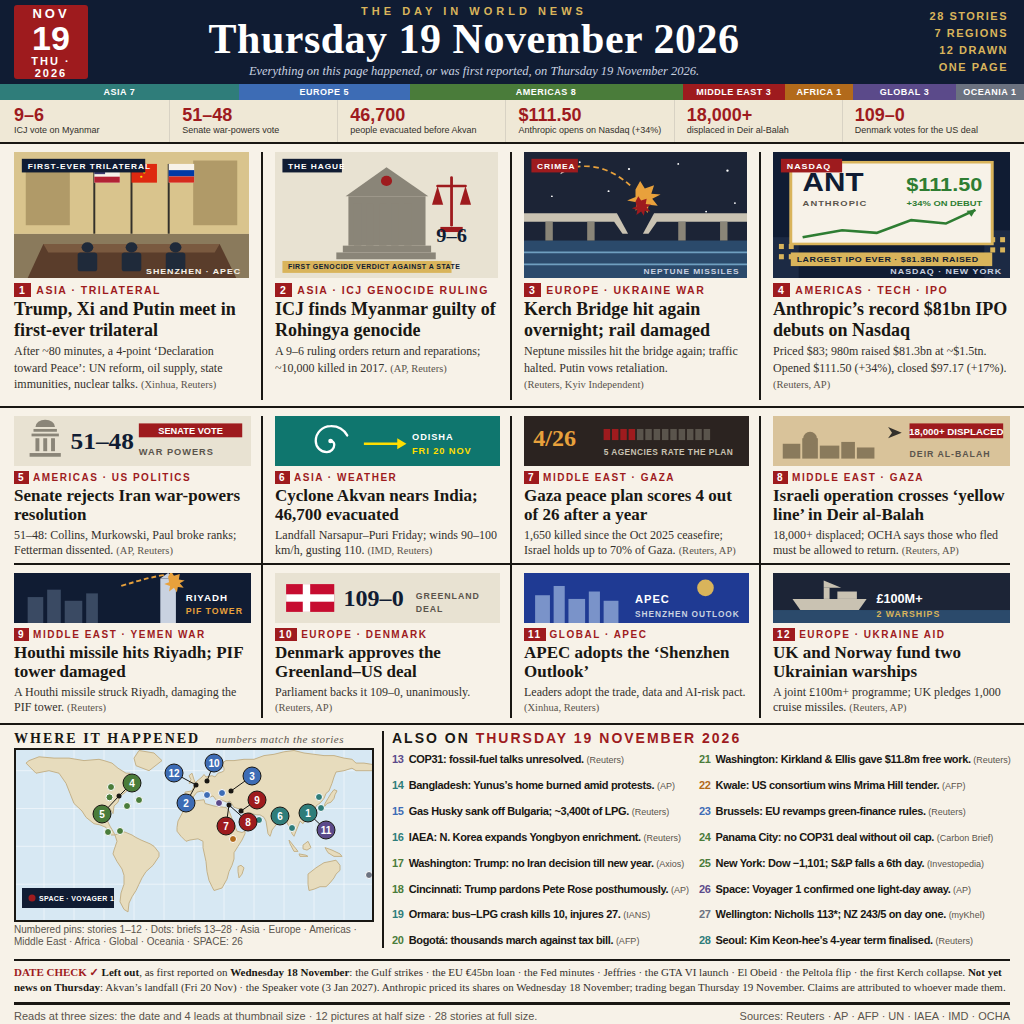 NOV
19
THU ·
2026
THE DAY IN WORLD NEWS
Thursday 19 November 2026
Everything on this page happened, or was first reported, on Thursday 19 November 2026.
28 STORIES
7 REGIONS
12 DRAWN
ONE PAGE
ASIA 7
EUROPE 5
AMERICAS 8
MIDDLE EAST 3
AFRICA 1
GLOBAL 3
OCEANIA 1
9–6
ICJ vote on Myanmar
51–48
Senate war-powers vote
46,700
people evacuated before Akvan
$111.50
Anthropic opens on Nasdaq (+34%)
18,000+
displaced in Deir al-Balah
109–0
Denmark votes for the US deal
FIRST-EVER TRILATERAL
SHENZHEN · APEC
1 ASIA · TRILATERAL
Trump, Xi and Putin meet in
first-ever trilateral
After ~80 minutes, a 4-point ‘Declaration
toward Peace’: UN reform, oil supply, state
immunities, nuclear talks. (Xinhua, Reuters)
THE HAGUE
9–6
FIRST GENOCIDE VERDICT AGAINST A STATE
2 ASIA · ICJ GENOCIDE RULING
ICJ finds Myanmar guilty of
Rohingya genocide
A 9–6 ruling orders return and reparations;
~10,000 killed in 2017. (AP, Reuters)
CRIMEA
NEPTUNE MISSILES
3 EUROPE · UKRAINE WAR
Kerch Bridge hit again
overnight; rail damaged
Neptune missiles hit the bridge again; traffic
halted. Putin vows retaliation.
(Reuters, Kyiv Independent)
NASDAQ
ANT
ANTHROPIC
$111.50
+34% ON DEBUT
LARGEST IPO EVER · $81.3BN RAISED
NASDAQ · NEW YORK
4 AMERICAS · TECH · IPO
Anthropic’s record $81bn IPO
debuts on Nasdaq
Priced $83; 980m raised $81.3bn at ~$1.5tn.
Opened $111.50 (+34%), closed $97.17 (+17%).
(Reuters, AP)
51–48
SENATE VOTE
WAR POWERS
5 AMERICAS · US POLITICS
Senate rejects Iran war-powers
resolution
51–48: Collins, Murkowski, Paul broke ranks;
Fetterman dissented. (AP, Reuters)
ODISHA
FRI 20 NOV
6 ASIA · WEATHER
Cyclone Akvan nears India;
46,700 evacuated
Landfall Narsapur–Puri Friday; winds 90–100
km/h, gusting 110. (IMD, Reuters)
4/26
5 AGENCIES RATE THE PLAN
7 MIDDLE EAST · GAZA
Gaza peace plan scores 4 out
of 26 after a year
1,650 killed since the Oct 2025 ceasefire;
Israel holds up to 70% of Gaza. (Reuters, AP)
18,000+ DISPLACED
DEIR AL-BALAH
8 MIDDLE EAST · GAZA
Israeli operation crosses ‘yellow
line’ in Deir al-Balah
18,000+ displaced; OCHA says those who fled
must be allowed to return. (Reuters, AP)
RIYADH
PIF TOWER
9 MIDDLE EAST · YEMEN WAR
Houthi missile hits Riyadh; PIF
tower damaged
A Houthi missile struck Riyadh, damaging the
PIF tower. (Reuters)
109–0
GREENLAND
DEAL
10 EUROPE · DENMARK
Denmark approves the
Greenland–US deal
Parliament backs it 109–0, unanimously.
(Reuters, AP)
APEC
SHENZHEN OUTLOOK
11 GLOBAL · APEC
APEC adopts the ‘Shenzhen
Outlook’
Leaders adopt the trade, data and AI-risk pact.
(Xinhua, Reuters)
£100M+
2 WARSHIPS
12 EUROPE · UKRAINE AID
UK and Norway fund two
Ukrainian warships
A joint £100m+ programme; UK pledges 1,000
cruise missiles. (Reuters, AP)
WHERE IT HAPPENED numbers match the stories
12
10
3
4
2
9
5
7
8
6
1
11
SPACE · VOYAGER 1
Numbered pins: stories 1–12 · Dots: briefs 13–28 · Asia · Europe · Americas ·
Middle East · Africa · Global · Oceania · SPACE: 26
ALSO ON THURSDAY 19 NOVEMBER 2026
13 COP31: fossil-fuel talks unresolved. (Reuters)
14 Bangladesh: Yunus’s home burned amid protests. (AP)
15 Gas Husky sank off Bulgaria; ~3,400t of LPG. (Reuters)
16 IAEA: N. Korea expands Yongbyon enrichment. (Reuters)
17 Washington: Trump: no Iran decision till new year. (Axios)
18 Cincinnati: Trump pardons Pete Rose posthumously. (AP)
19 Ormara: bus–LPG crash kills 10, injures 27. (IANS)
20 Bogotá: thousands march against tax bill. (AFP)
21 Washington: Kirkland & Ellis gave $11.8m free work. (Reuters)
22 Kwale: US consortium wins Mrima Hill tender. (AFP)
23 Brussels: EU revamps green-finance rules. (Reuters)
24 Panama City: no COP31 deal without oil cap. (Carbon Brief)
25 New York: Dow −1,101; S&P falls a 6th day. (Investopedia)
26 Space: Voyager 1 confirmed one light-day away. (AP)
27 Wellington: Nicholls 113*; NZ 243/5 on day one. (myKhel)
28 Seoul: Kim Keon-hee’s 4-year term finalised. (Reuters)
DATE CHECK ✓ Left out, as first reported on Wednesday 18 November: the Gulf strikes · the EU €45bn loan · the Fed minutes · Jeffries · the GTA VI launch · El Obeid · the Peltola flip · the first Kerch collapse. Not yet
news on Thursday: Akvan’s landfall (Fri 20 Nov) · the Speaker vote (3 Jan 2027). Anthropic priced its shares on Wednesday 18 November; trading began Thursday 19 November. Claims are attributed to whoever made them.
Reads at three sizes: the date and 4 leads at thumbnail size · 12 pictures at half size · 28 stories at full size.
Sources: Reuters · AP · AFP · UN · IAEA · IMD · OCHA